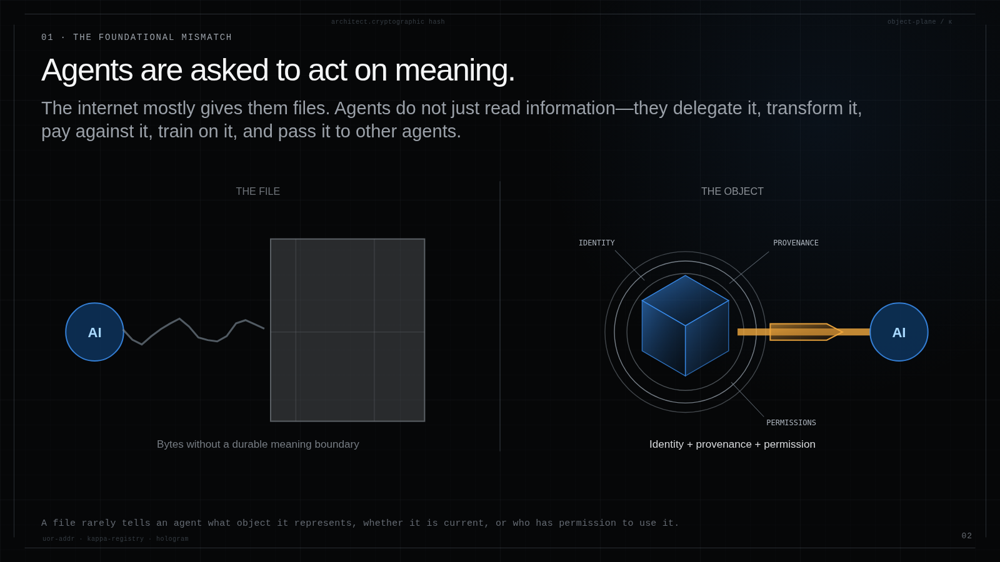 architect.cryptographic hash
object-plane / κ
01 · THE FOUNDATIONAL MISMATCH
Agents are asked to act on meaning.
The internet mostly gives them files. Agents do not just read information—they delegate it, transform it,
pay against it, train on it, and pass it to other agents.
THE FILE
AI
Bytes without a durable meaning boundary
THE OBJECT
IDENTITY
PROVENANCE
AI
PERMISSIONS
Identity + provenance + permission
A file rarely tells an agent what object it represents, whether it is current, or who has permission to use it.
uor-addr · kappa-registry · hologram
02